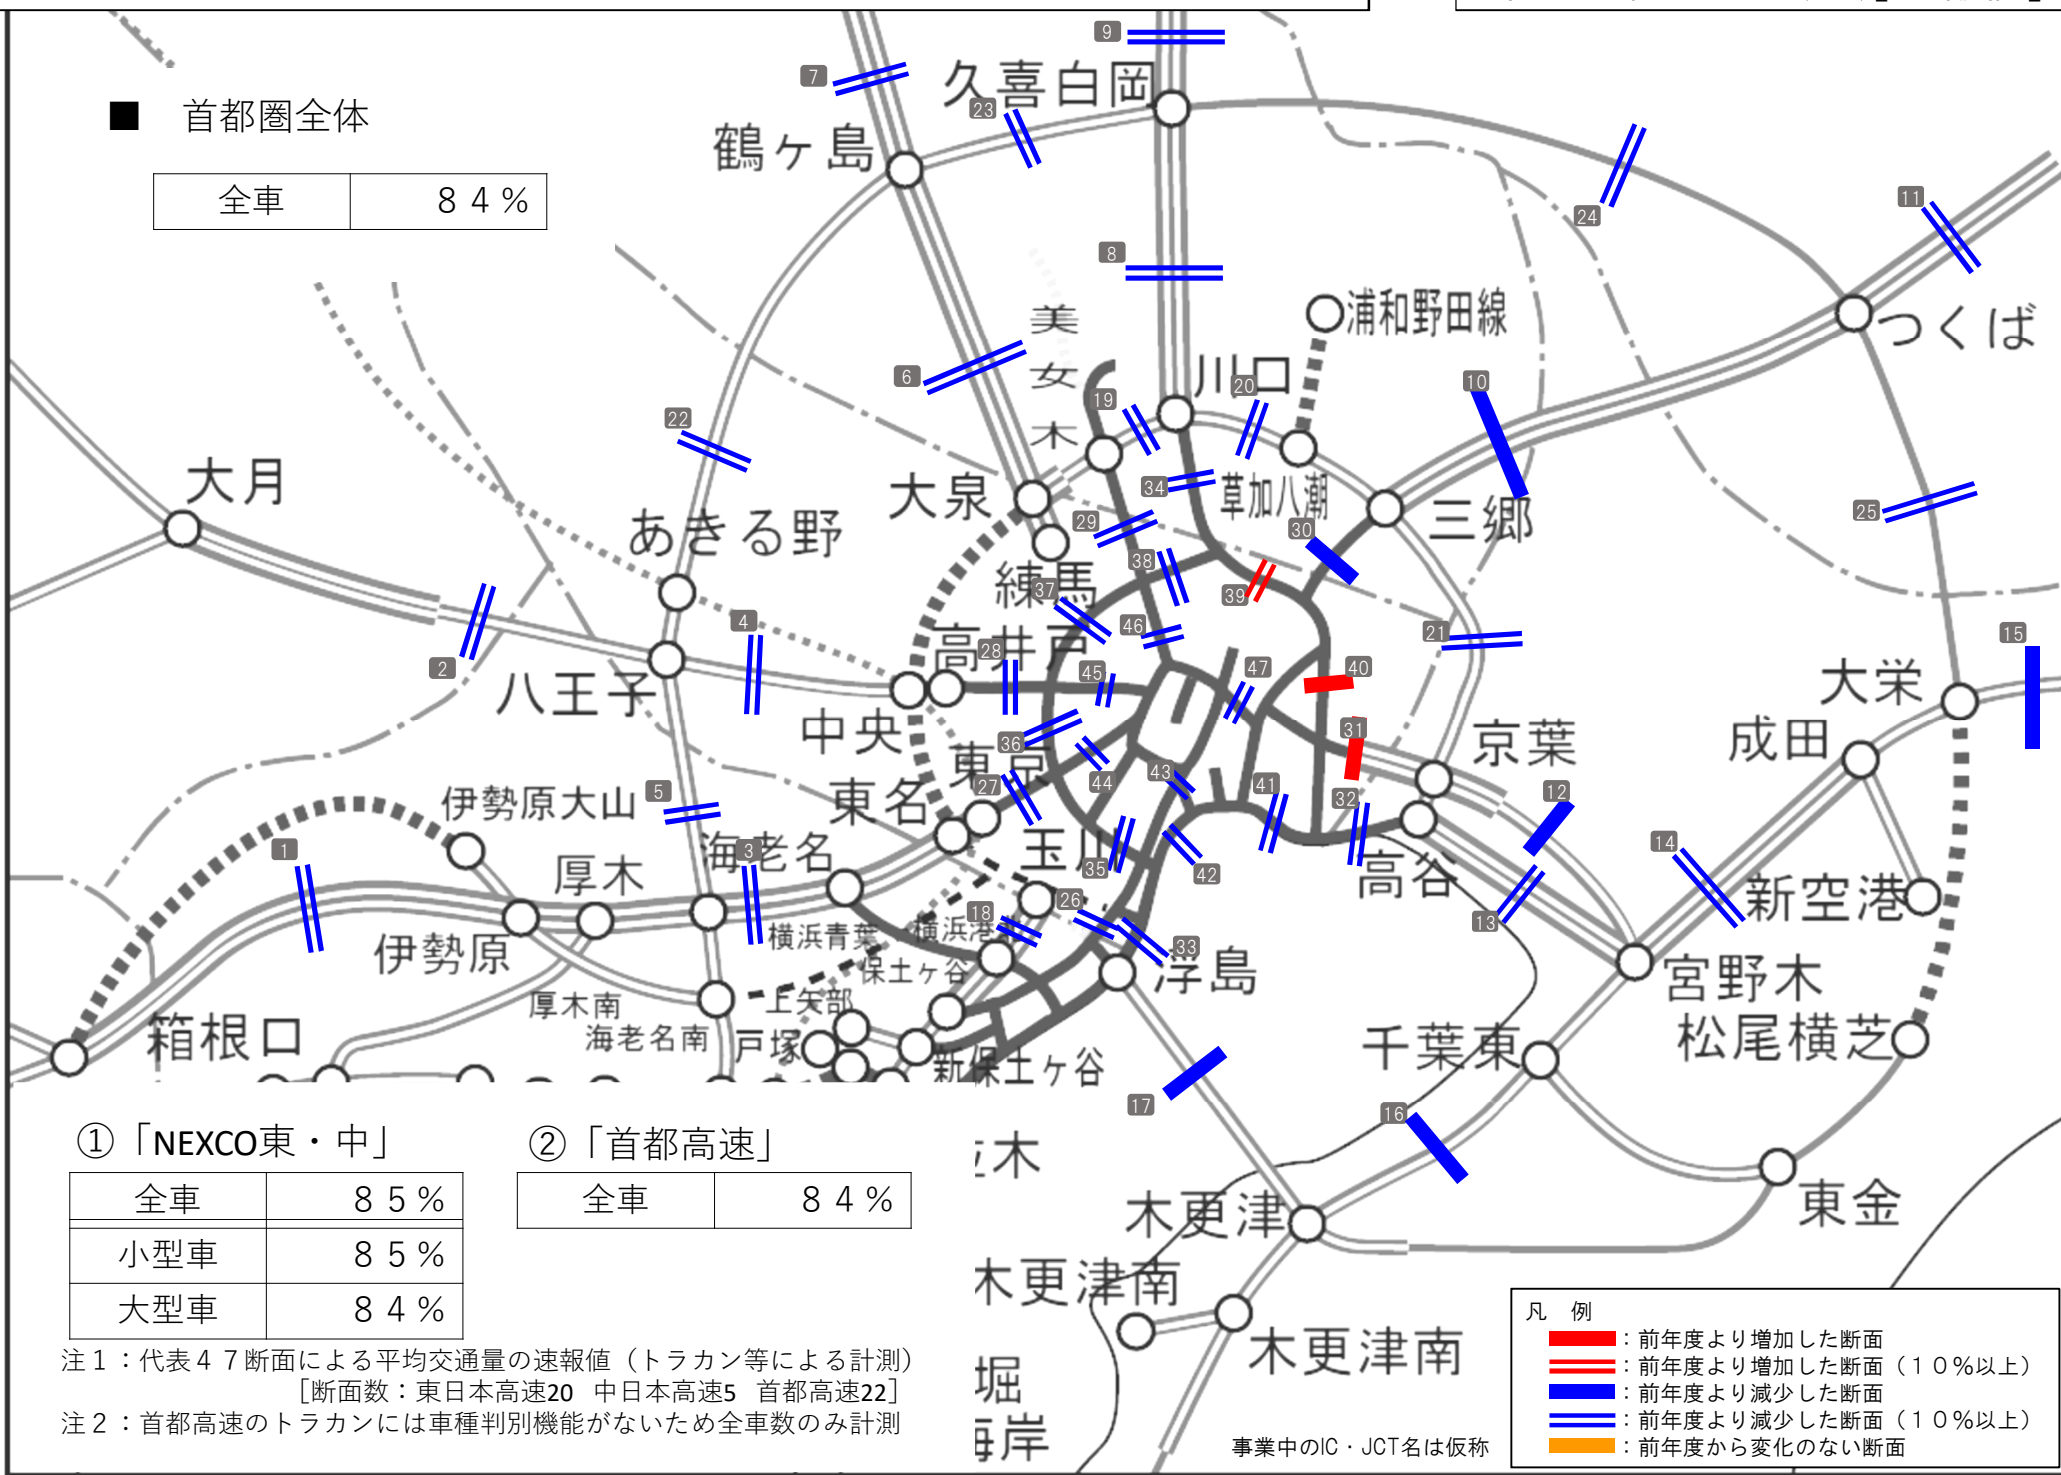 ■ 首都圏全体
全車 84%
7
9
久喜白岡
23
鶴ヶ島
24
11
8
美女木
浦和野田線
つくば
6
19
川口
20
10
22
大月
大泉
34
草加八潮
三郷
25
あきる野
29
30
38
練馬
37
39
46
21
15
2
4
高井戸
28
45
47
40
八王子
大栄
中央
36
東京
31
京葉
成田
44
43
27
41
32
12
伊勢原大山
5
東名
1
3
海老名
玉川
35
42
高谷
14
厚木
新空港
26
18
13
横浜青葉
横浜港北
33
伊勢原
保土ヶ谷
浮島
宮野木
厚木南
上矢部
箱根口
海老名南
戸塚
新保土ヶ谷
千葉東
松尾横芝
17
16
木
木更津
東金
木更津南
木更津南
堀
海岸
①「NEXCO東・中」
全車 85%
小型車 85%
大型車 84%
②「首都高速」
全車 84%
注1：代表47断面による平均交通量の速報値（トラカン等による計測）
［断面数：東日本高速20 中日本高速5 首都高速22］
注2：首都高速のトラカンには車種判別機能がないため全車数のみ計測
事業中のIC・JCT名は仮称
凡 例
：前年度より増加した断面
：前年度より増加した断面（10%以上）
：前年度より減少した断面
：前年度より減少した断面（10%以上）
：前年度から変化のない断面